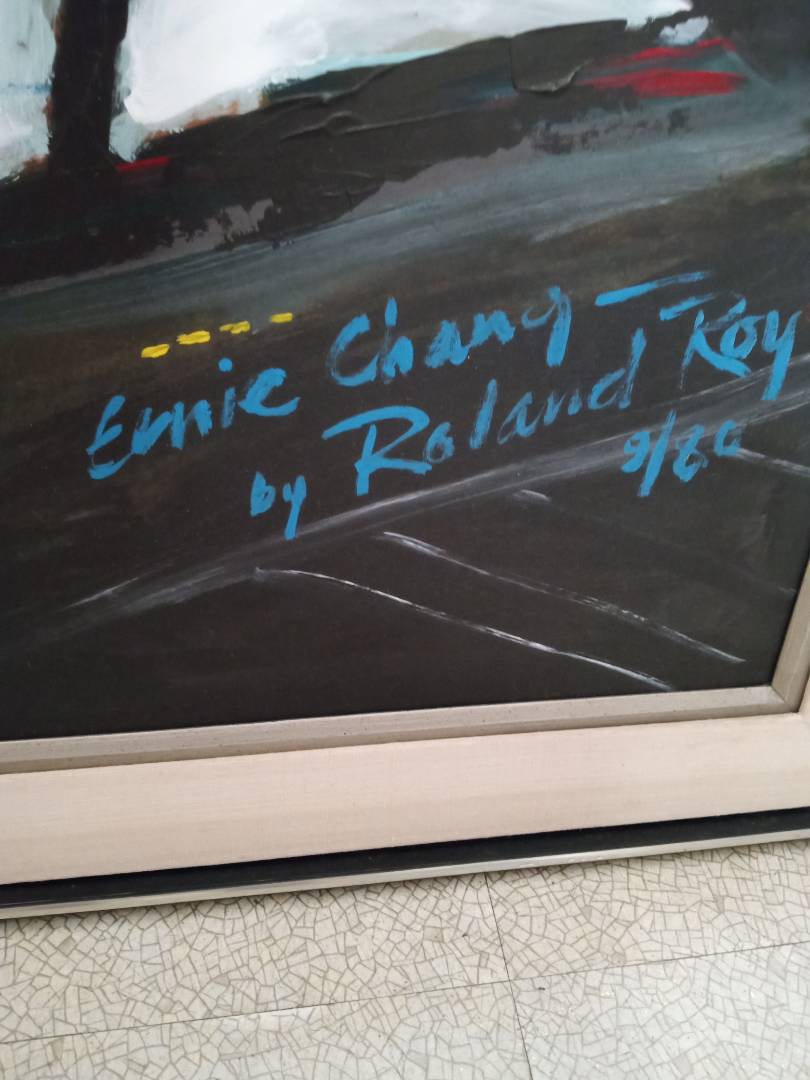 Ernie Chang
by Roland Roy
9/80